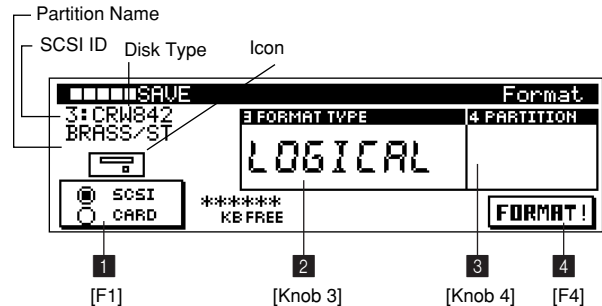 Partition Name
SCSI ID
Disk Type
Icon
SAVE
Format
3:CRW842
BRASS/ST
3 FORMAT TYPE
4 PARTITION
LOGICAL
SCSI
CARD
******
KB FREE
FORMAT!
1
2
3
4
[F1]
[Knob 3]
[Knob 4]
[F4]